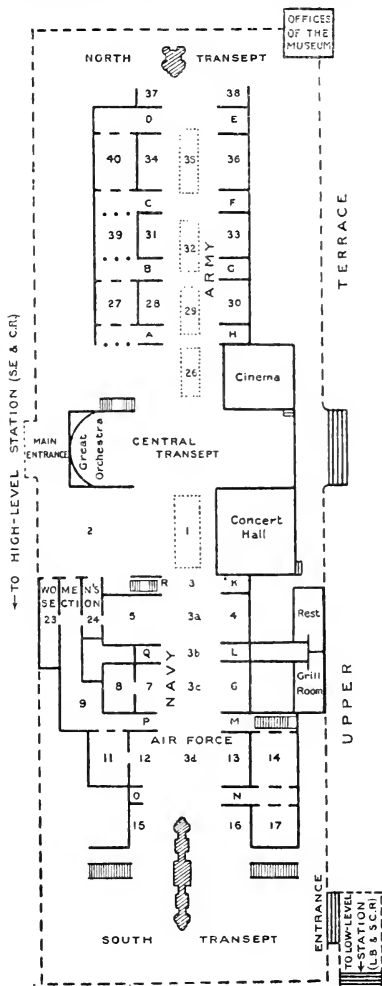 OFFICES
OF THE
MUSEUM
NORTH TRANSEPT
37 38
D E
40 34 35 36
C F
39 31 32 33
ARMY
B G
27 28 29 30
A H
26
Cinema
TERRACE
←TO HIGH-LEVEL STATION (S.E & C.R.)
MAIN
ENTRANCE
Great
Orchestra
CENTRAL
TRANSEPT
2 1
Concert
Hall
R 3 K
WOMEN'S
SECTION
23 24 5 3a 4
Rest
Q 3b L
NAVY
9 8 7 3c G
Grill
Room
P M
AIR FORCE
11 12 3d 13 14
O N
15 16 17
UPPER
SOUTH TRANSEPT
ENTRANCE
TO LOW-LEVEL
←STATION
(L.B & S.C.R)